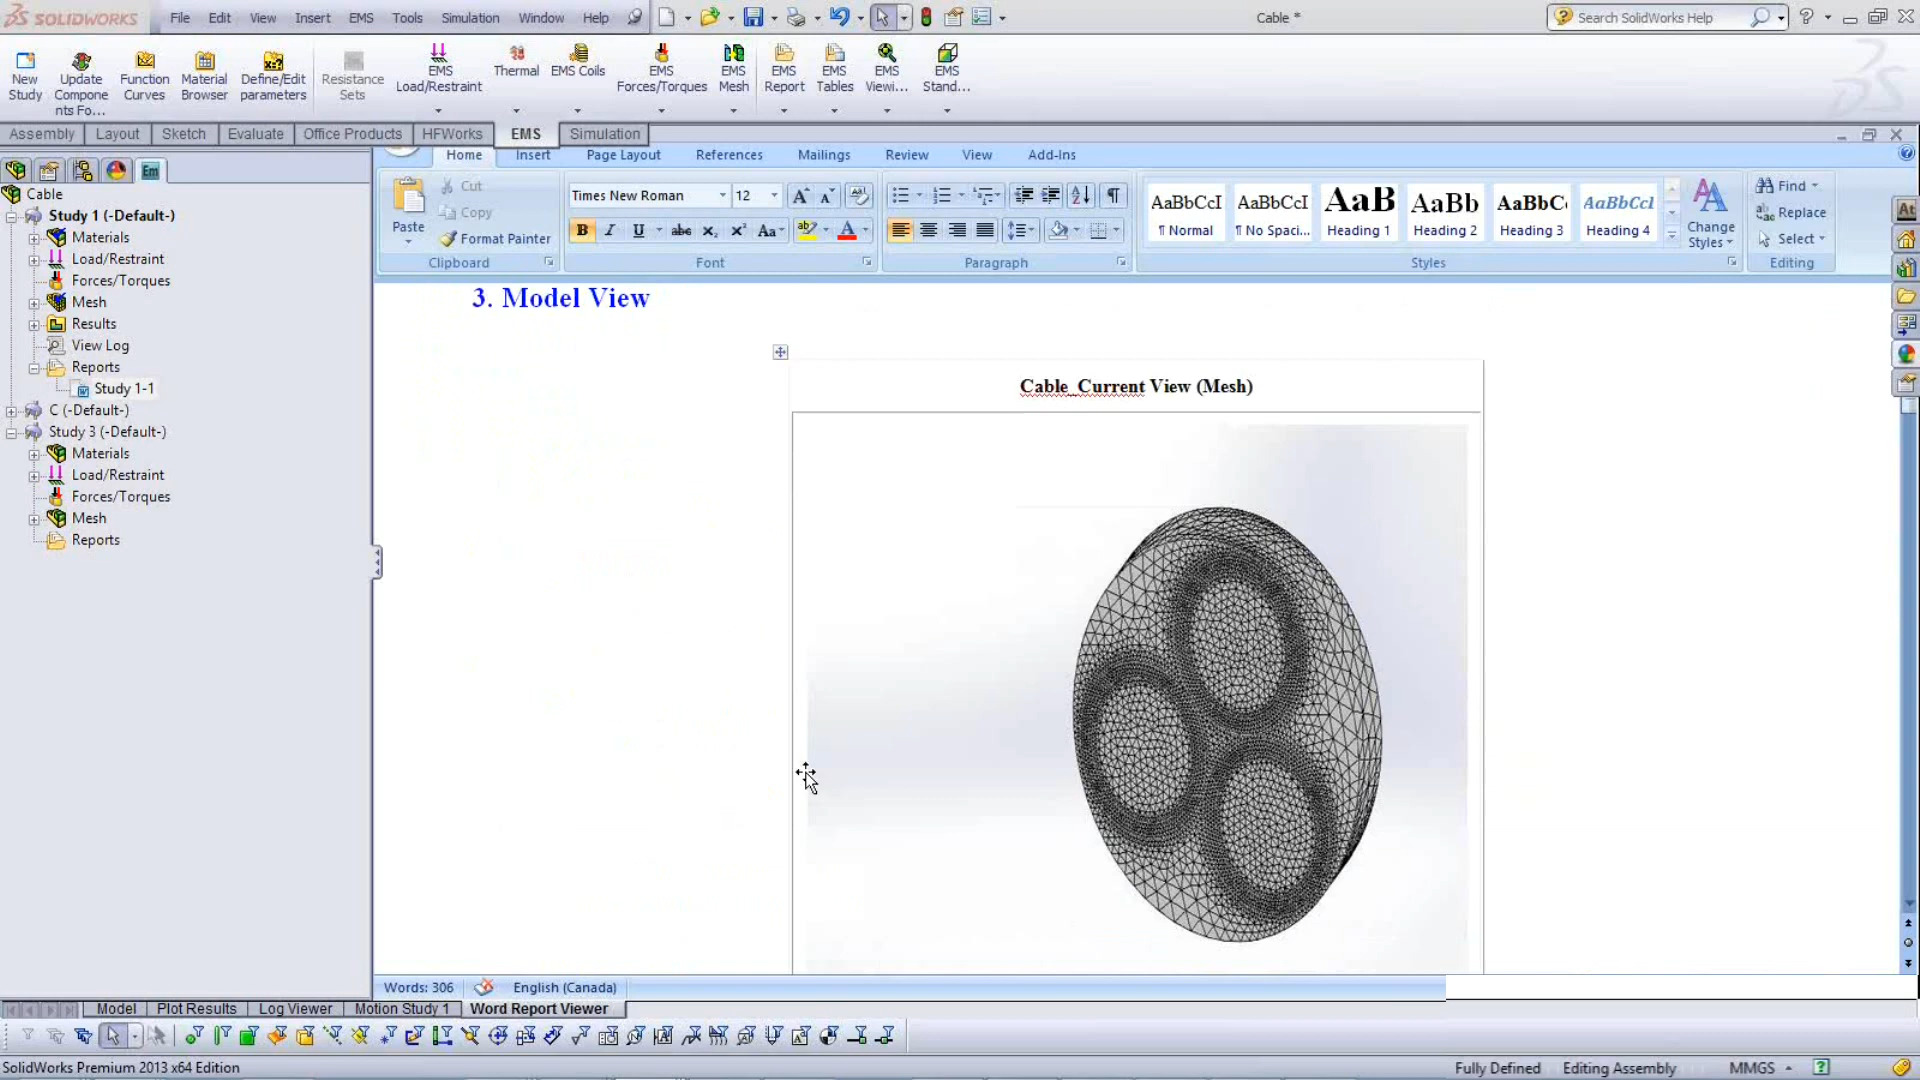 SOLIDWORKS File Edit View Insert EMS Tools Simulation Window Help Cable * Search SolidWorks Help
New Study
Update Compone nts Fo...
Function Curves
Material Browser
Define/Edit parameters
Resistance Sets
EMS Load/Restraint
Thermal
EMS Coils
EMS Forces/Torques
EMS Mesh
EMS Report
EMS Tables
EMS Viewi...
EMS Stand...
Assembly Layout Sketch Evaluate Office Products HFWorks EMS Simulation
Home Insert Page Layout References Mailings Review View Add-Ins
Paste
Cut
Copy
Format Painter
Clipboard
Times New Roman 12
Font
Paragraph
AaBbCcI AaBbCcI AaB AaBb AaBbC AaBbCcI
¶ Normal ¶ No Spaci... Heading 1 Heading 2 Heading 3 Heading 4
Change Styles
Styles
Find
Replace
Select
Editing
Em
Cable
Study 1 (-Default-)
Materials
Load/Restraint
Forces/Torques
Mesh
Results
View Log
Reports
Study 1-1
C (-Default-)
Study 3 (-Default-)
Materials
Load/Restraint
Forces/Torques
Mesh
Reports
3. Model View
Cable_Current View (Mesh)
Words: 306 English (Canada)
Model Plot Results Log Viewer Motion Study 1 Word Report Viewer
SolidWorks Premium 2013 x64 Edition Fully Defined Editing Assembly MMGS